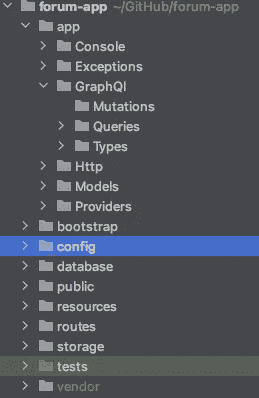 forum-app ~/GitHub/forum-app
app
Console
Exceptions
GraphQl
Mutations
Queries
Types
Http
Models
Providers
bootstrap
config
database
public
resources
routes
storage
tests
vendor